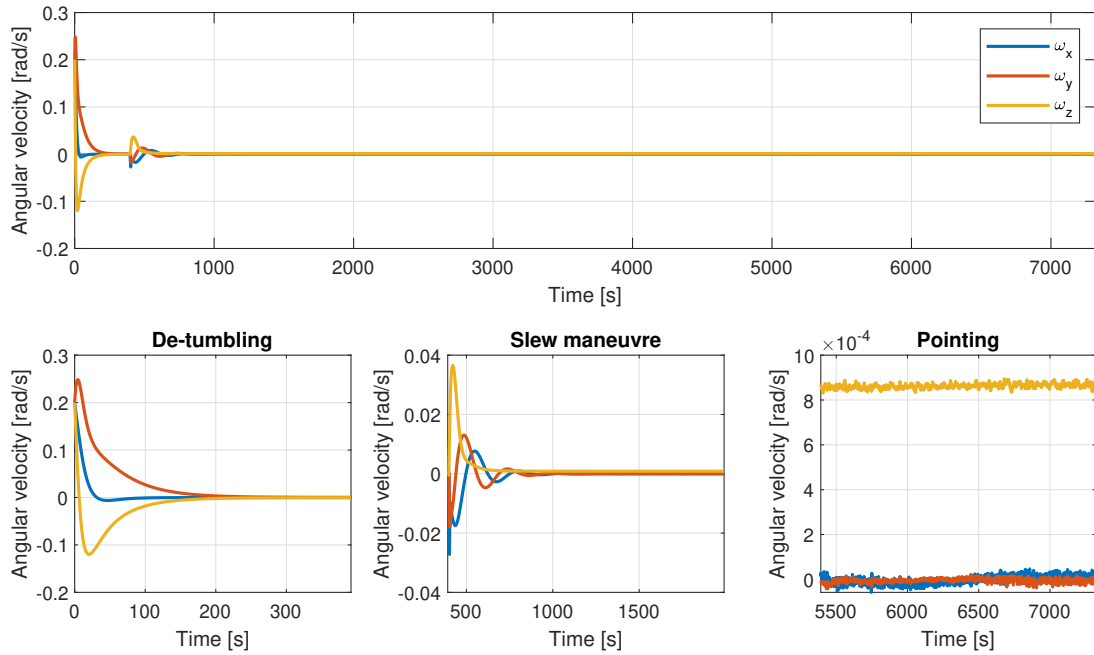 0.3
0.2
0.1
0
-0.1
-0.2
Angular velocity [rad/s]
ω_x
ω_y
ω_z
0 1000 2000 3000 4000 5000 6000 7000
Time [s]
De-tumbling
0.3
0.2
0.1
0
-0.1
-0.2
Angular velocity [rad/s]
0 100 200 300
Time [s]
Slew maneuvre
0.04
0.02
0
-0.02
-0.04
Angular velocity [rad/s]
500 1000 1500
Time [s]
Pointing
×10⁻⁴
10
8
6
4
2
0
Angular velocity [rad/s]
5500 6000 6500 7000
Time [s]